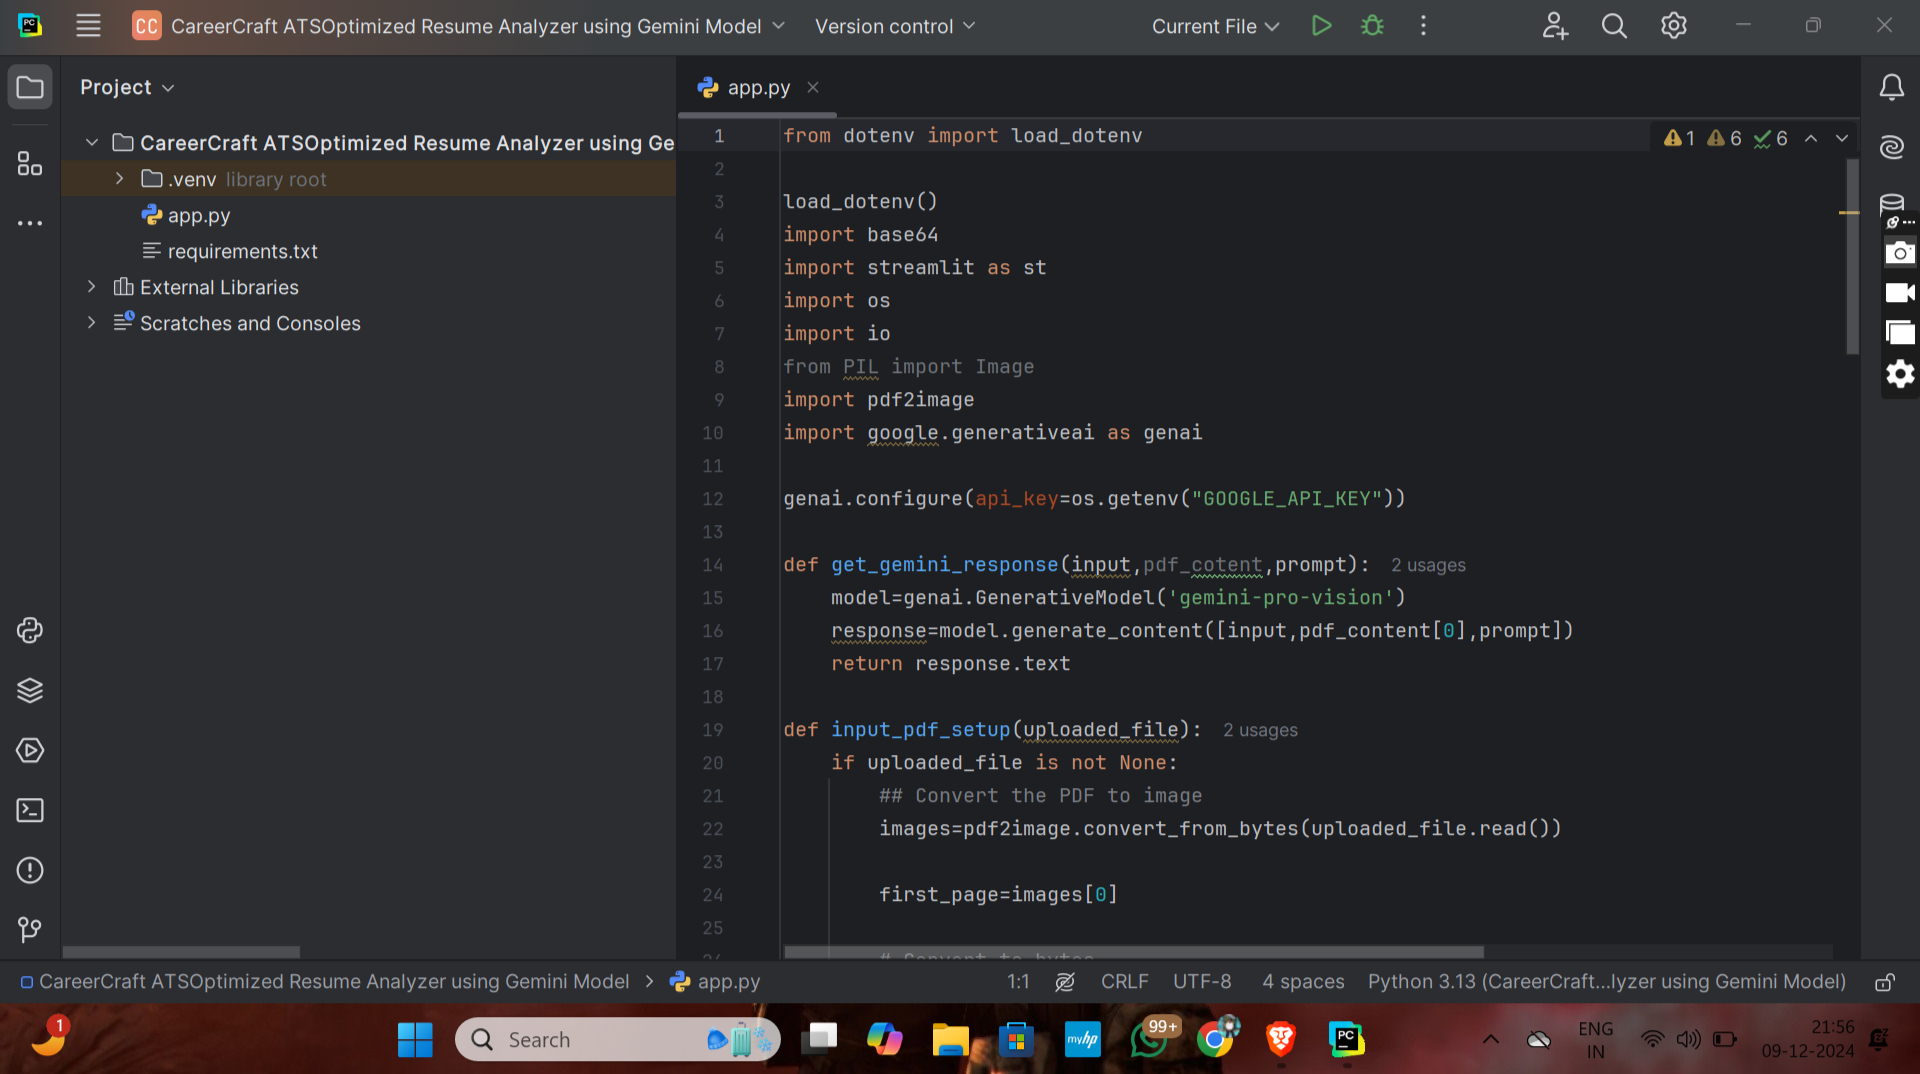 PC
CC CareerCraft ATSOptimized Resume Analyzer using Gemini Model
Version control
Current File
Project
CareerCraft ATSOptimized Resume Analyzer using Ge
.venv library root
app.py
requirements.txt
External Libraries
Scratches and Consoles
app.py
1 6 6
1 from dotenv import load_dotenv
2
3 load_dotenv()
4 import base64
5 import streamlit as st
6 import os
7 import io
8 from PIL import Image
9 import pdf2image
10 import google.generativeai as genai
11
12 genai.configure(api_key=os.getenv("GOOGLE_API_KEY"))
13
14 def get_gemini_response(input,pdf_cotent,prompt): 2 usages
15     model=genai.GenerativeModel('gemini-pro-vision')
16     response=model.generate_content([input,pdf_content[0],prompt])
17     return response.text
18
19 def input_pdf_setup(uploaded_file): 2 usages
20     if uploaded_file is not None:
21         ## Convert the PDF to image
22         images=pdf2image.convert_from_bytes(uploaded_file.read())
23
24         first_page=images[0]
25
26         # Convert to bytes
CareerCraft ATSOptimized Resume Analyzer using Gemini Model > app.py
1:1 CRLF UTF-8 4 spaces Python 3.13 (CareerCraft...lyzer using Gemini Model)
1
Search
myhp
99+
PC
ENG
IN
21:56
09-12-2024